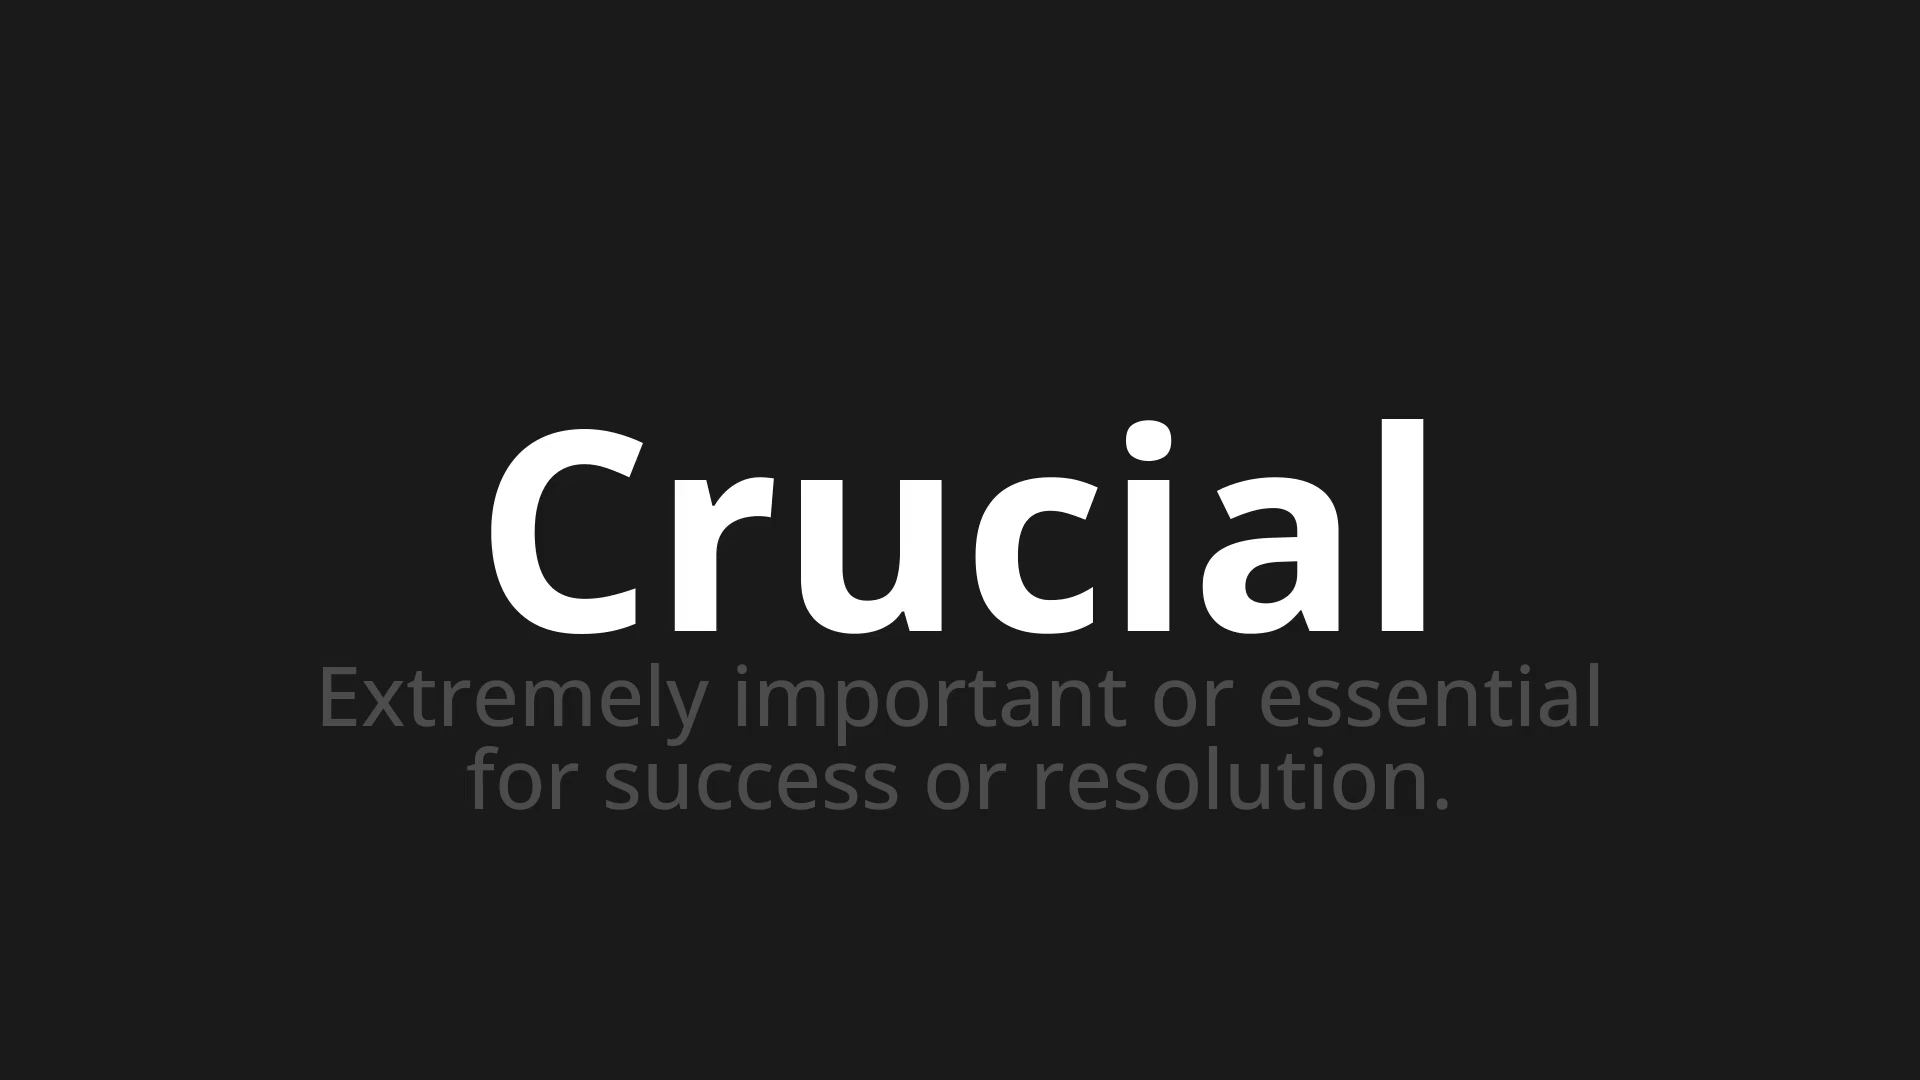 Crucial
Extremely important or essential
for success or resolution.